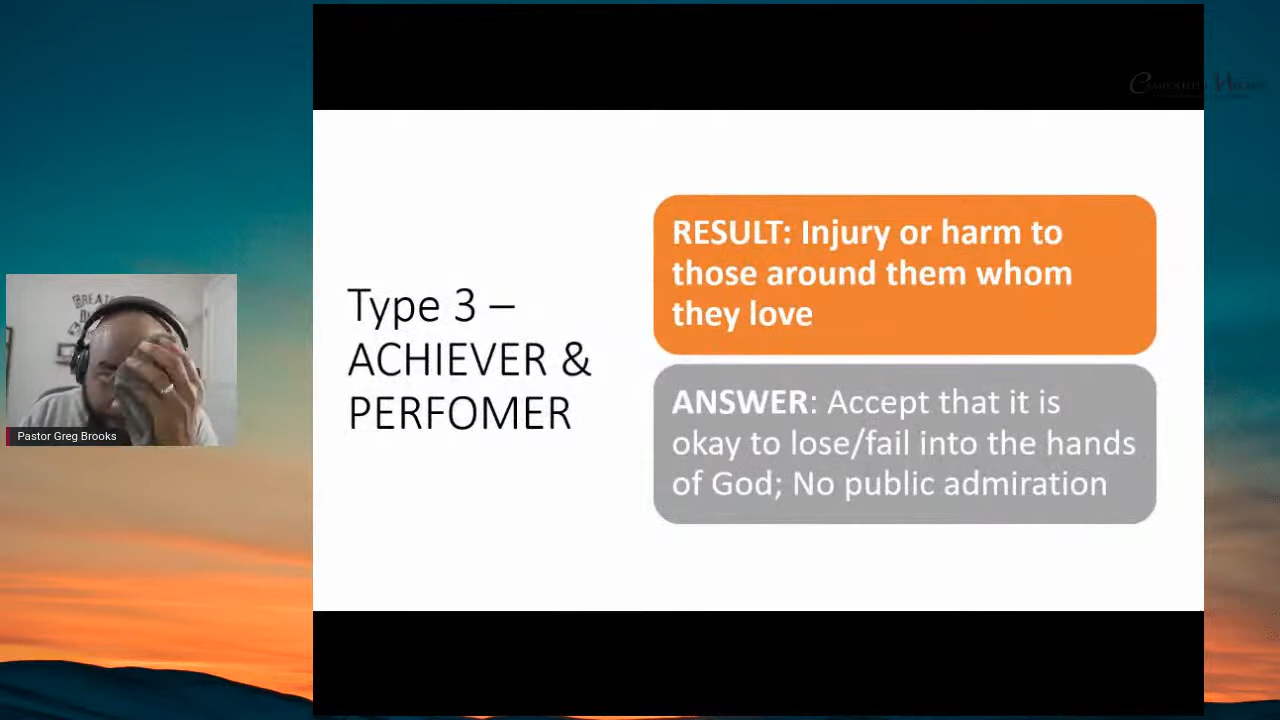 Type 3 –
ACHIEVER &
PERFOMER
RESULT: Injury or harm to
those around them whom
they love
ANSWER: Accept that it is
okay to lose/fail into the hands
of God; No public admiration
Pastor Greg Brooks